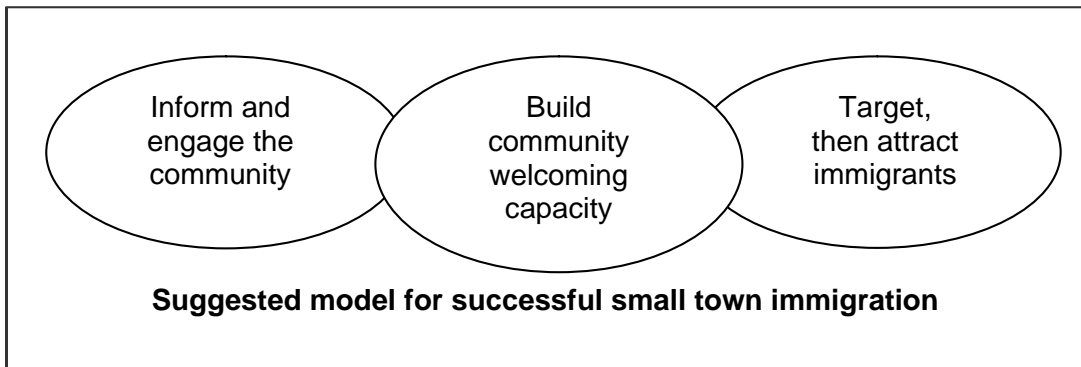 Inform and
engage the
community
Build
community
welcoming
capacity
Target,
then attract
immigrants
Suggested model for successful small town immigration